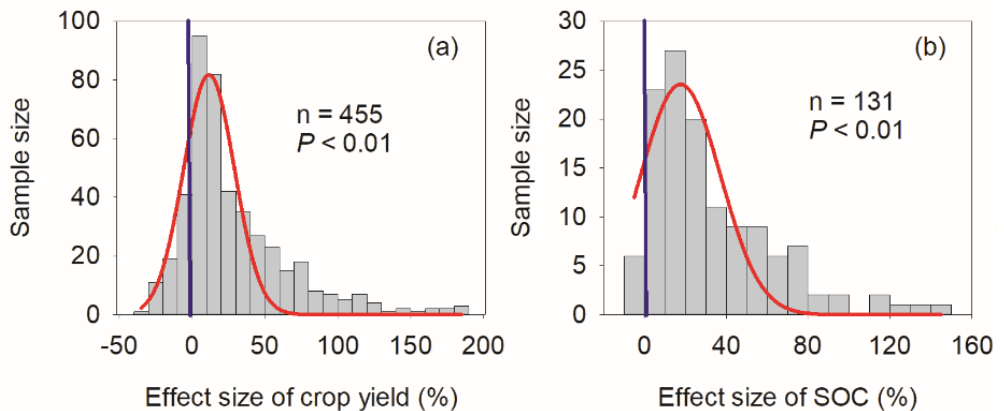 (a)
n = 455
P < 0.01
Sample size
100
80
60
40
20
0
-50
0
50
100
150
200
Effect size of crop yield (%)
(b)
n = 131
P < 0.01
Sample size
30
25
20
15
10
5
0
0
40
80
120
160
Effect size of SOC (%)